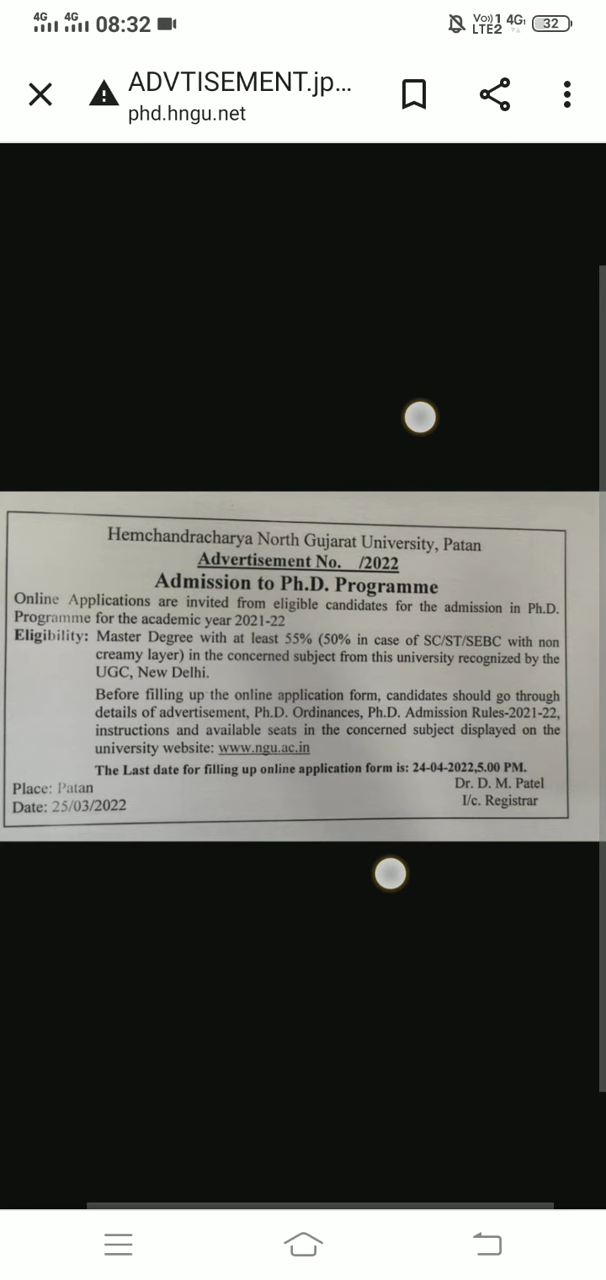 4G 4G 08:32 Vo))1 4G LTE2 32
ADVTISEMENT.jp...
phd.hngu.net
Hemchandracharya North Gujarat University, Patan
Advertisement No. /2022
Admission to Ph.D. Programme
Online Applications are invited from eligible candidates for the admission in Ph.D.
Programme for the academic year 2021-22
Eligibility: Master Degree with at least 55% (50% in case of SC/ST/SEBC with non
creamy layer) in the concerned subject from this university recognized by the
UGC, New Delhi.
Before filling up the online application form, candidates should go through
details of advertisement, Ph.D. Ordinances, Ph.D. Admission Rules-2021-22,
instructions and available seats in the concerned subject displayed on the
university website: www.ngu.ac.in
The Last date for filling up online application form is: 24-04-2022,5.00 PM.
Place: Patan Dr. D. M. Patel
Date: 25/03/2022 I/c. Registrar